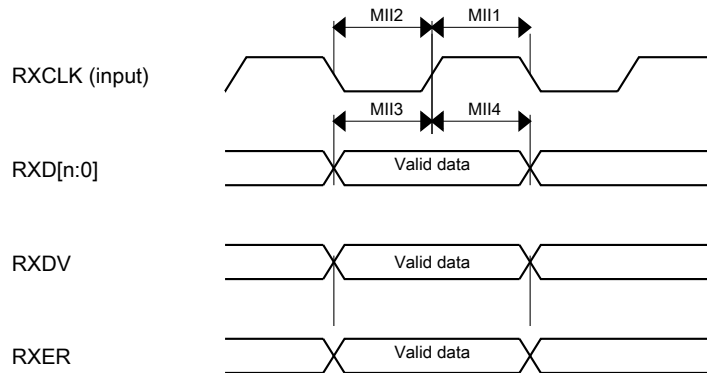 MII2 MII1
RXCLK (input)
MII3 MII4
RXD[n:0] Valid data
RXDV Valid data
RXER Valid data